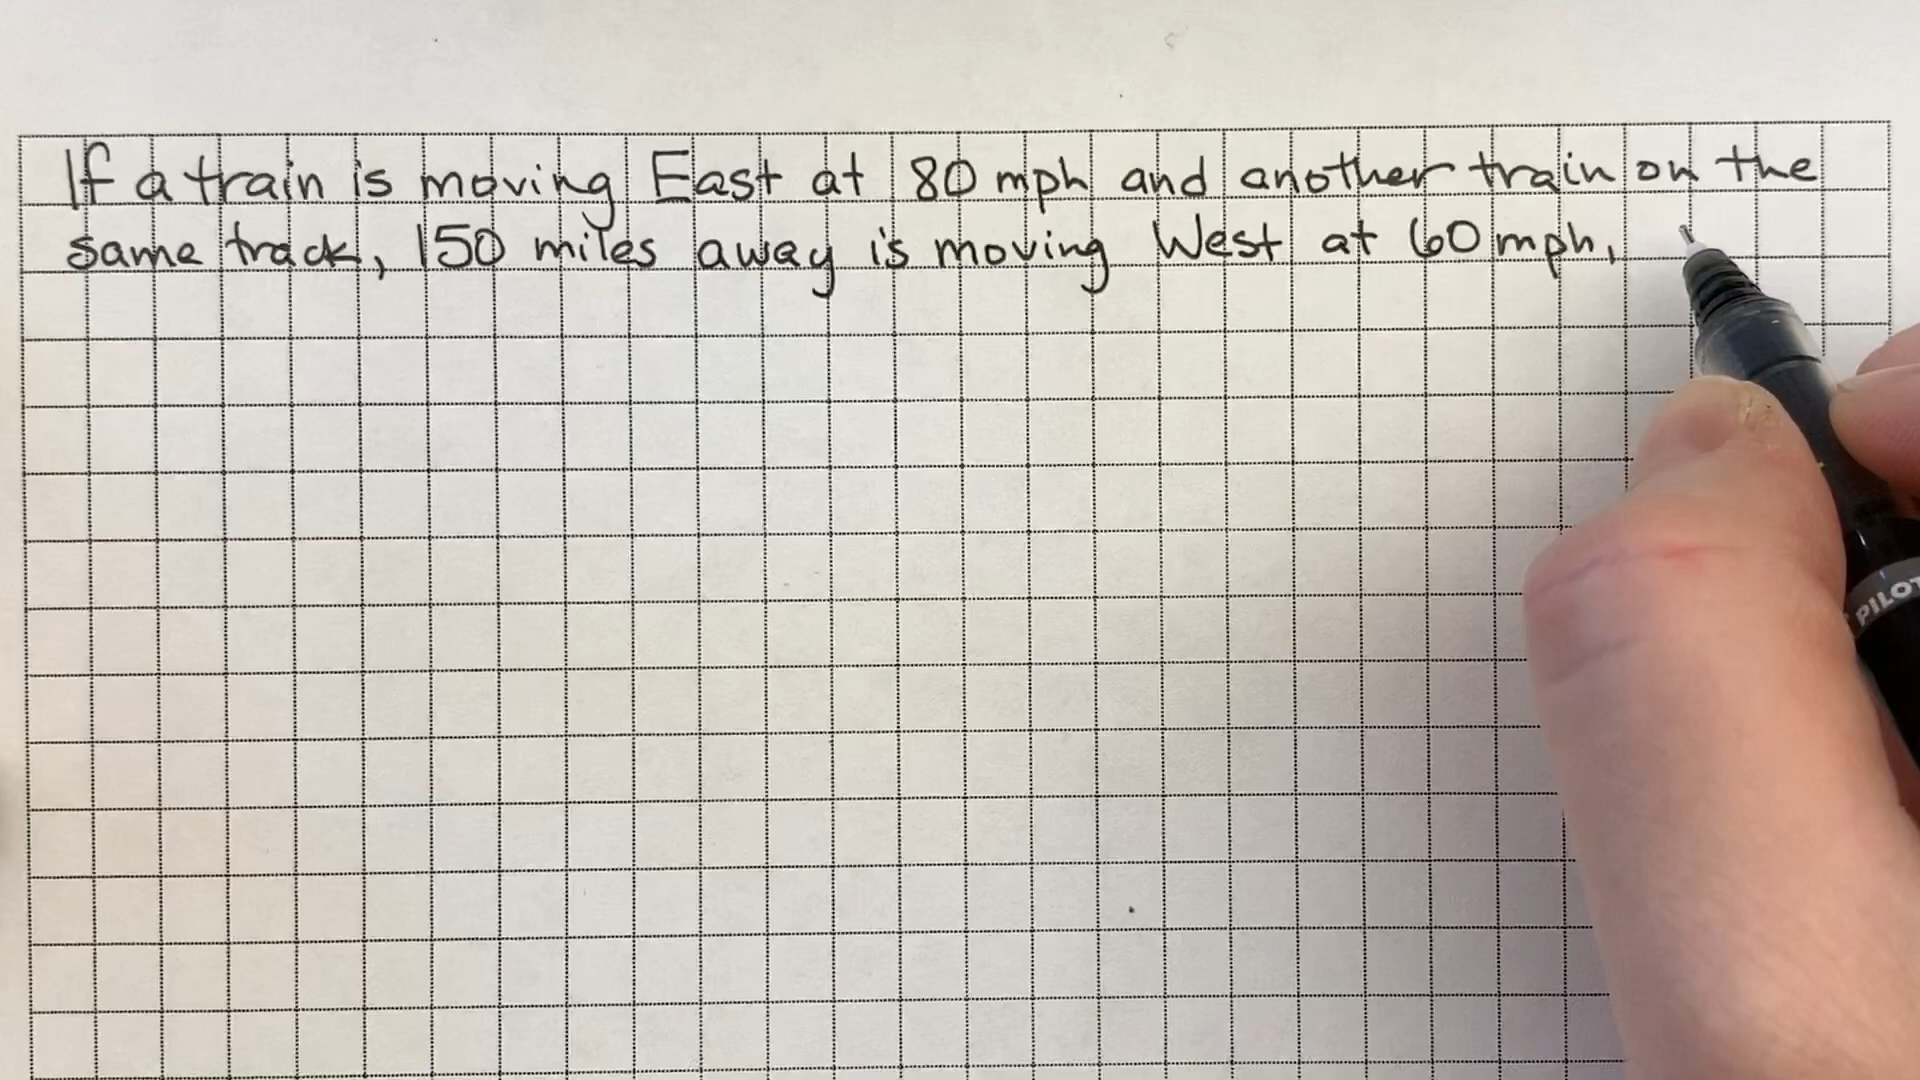 If a train is moving East at 80 mph and another train on the
same track, 150 miles away is moving West at 60 mph,
PILOT